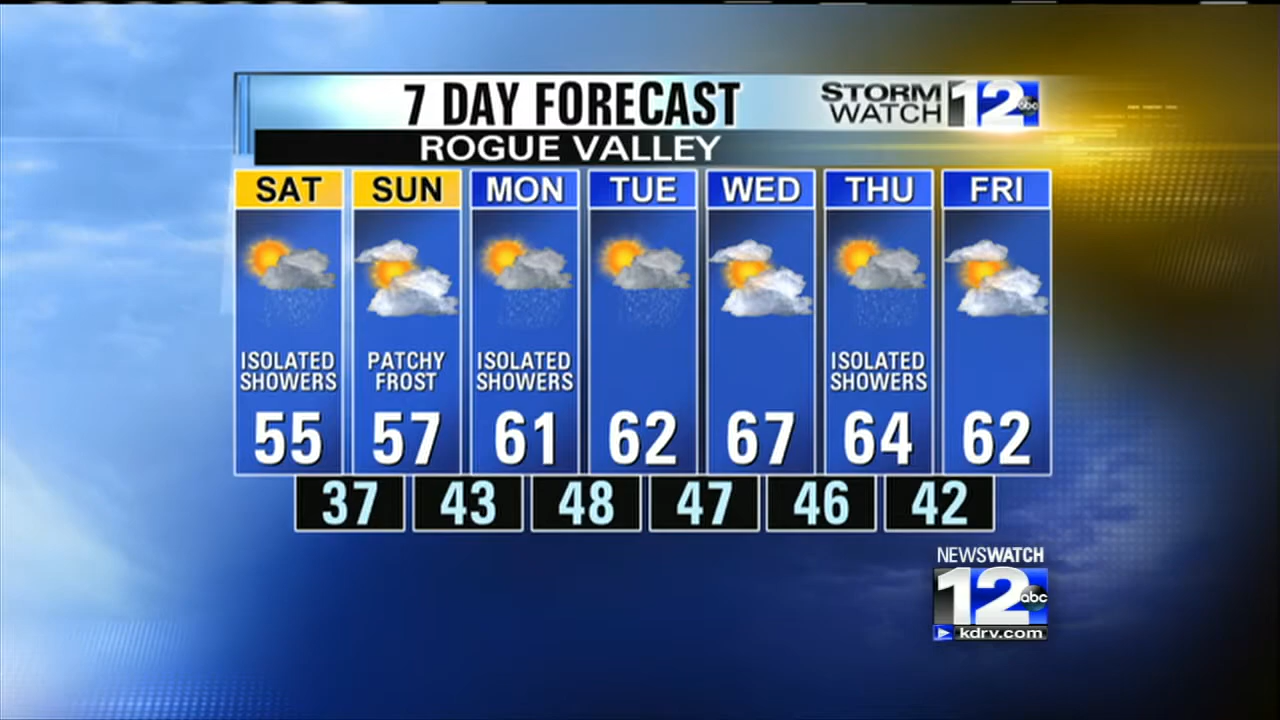 7 DAY FORECAST
STORM
WATCH 12 abc
ROGUE VALLEY
SAT SUN MON TUE WED THU FRI
ISOLATED SHOWERS
PATCHY FROST
ISOLATED SHOWERS
ISOLATED SHOWERS
55 57 61 62 67 64 62
37 43 48 47 46 42
NEWSWATCH
12 abc
kdrv.com